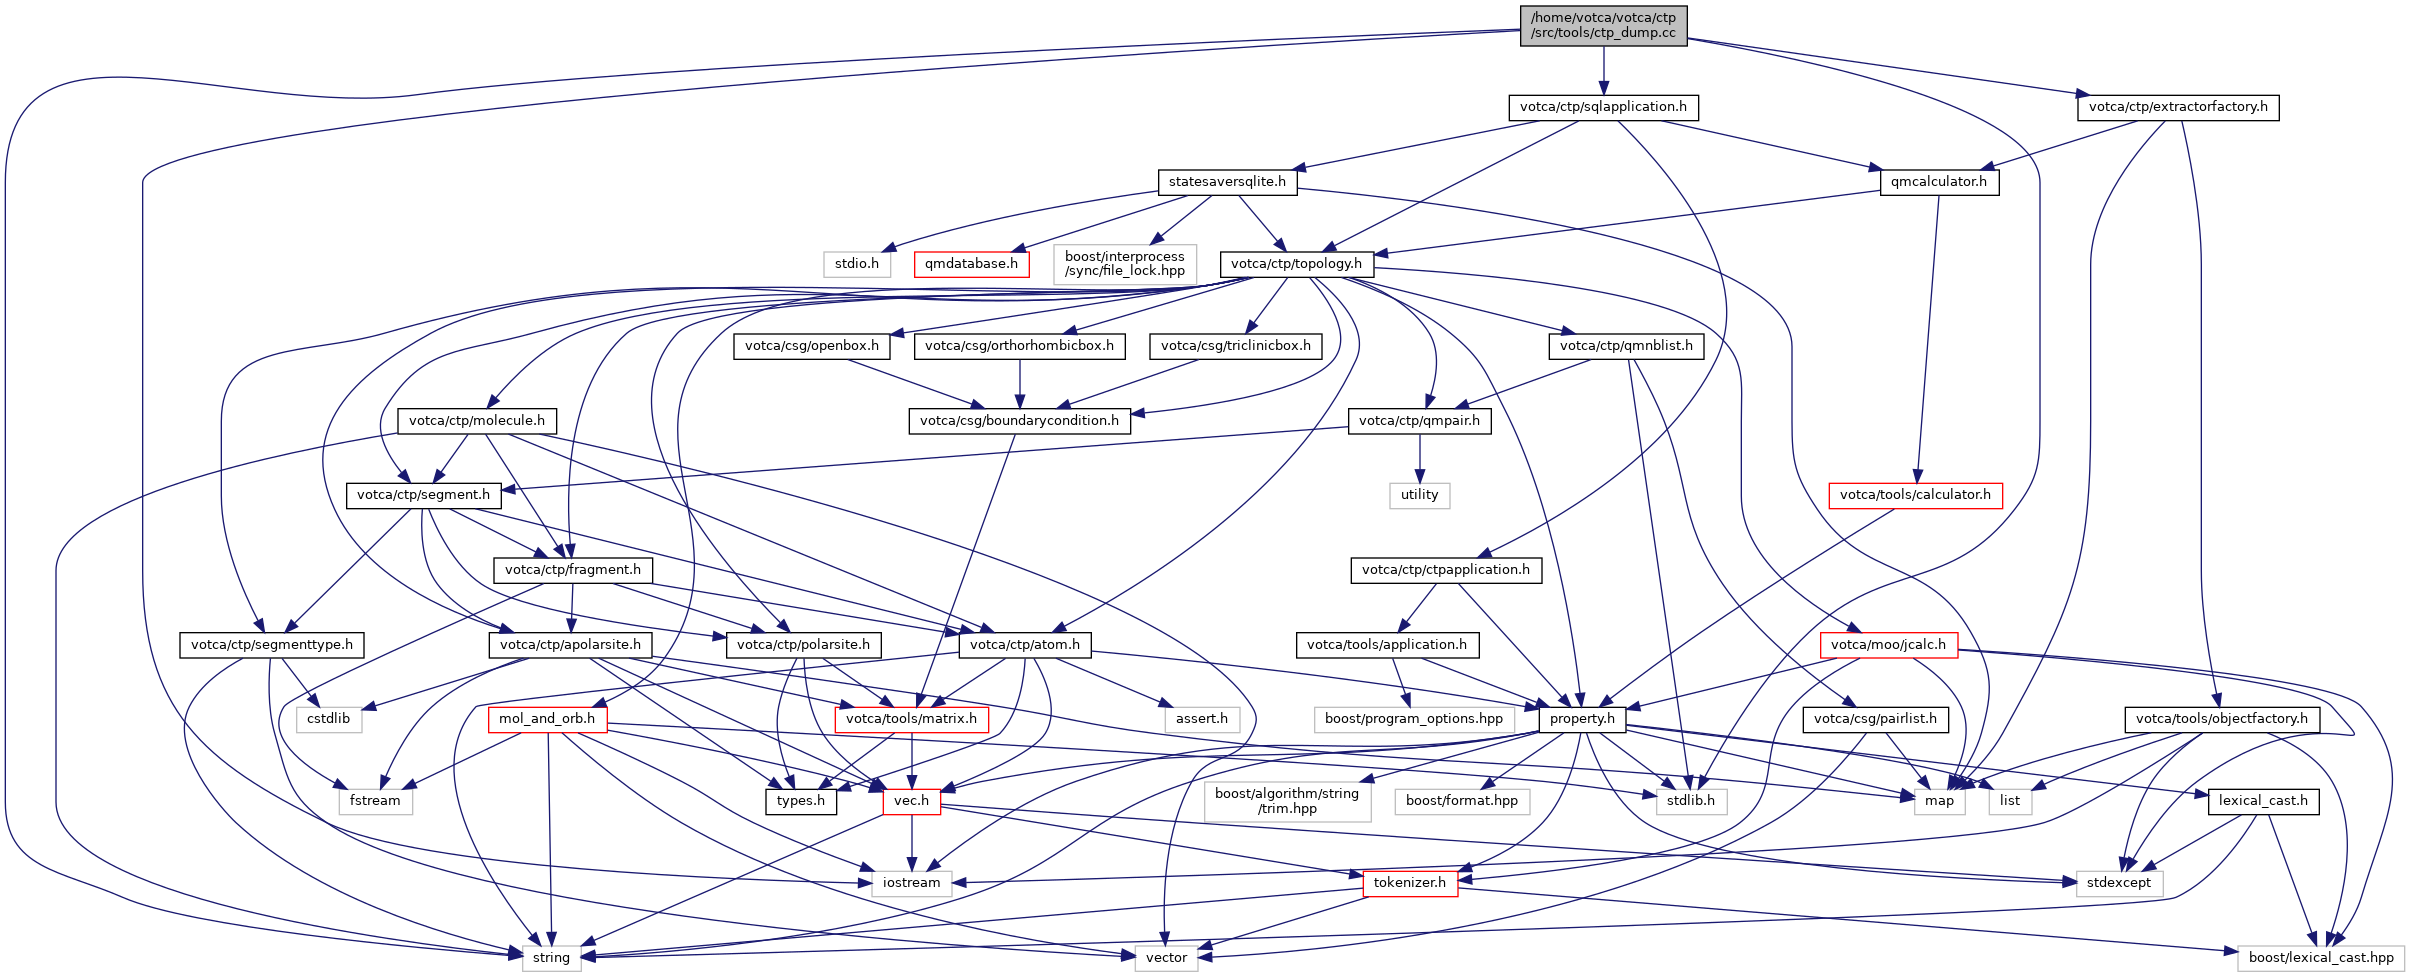 /home/votca/votca/ctp
/src/tools/ctp_dump.cc
votca/ctp/sqlapplication.h
votca/ctp/extractorfactory.h
statesaversqlite.h
qmcalculator.h
stdio.h
qmdatabase.h
boost/interprocess
/sync/file_lock.hpp
votca/ctp/topology.h
votca/csg/openbox.h
votca/csg/orthorhombicbox.h
votca/csg/triclinicbox.h
votca/ctp/qmnblist.h
votca/ctp/molecule.h
votca/csg/boundarycondition.h
votca/ctp/qmpair.h
votca/ctp/segment.h
utility
votca/tools/calculator.h
votca/ctp/fragment.h
votca/ctp/ctpapplication.h
votca/ctp/segmenttype.h
votca/ctp/apolarsite.h
votca/ctp/polarsite.h
votca/ctp/atom.h
votca/tools/application.h
votca/moo/jcalc.h
cstdlib
mol_and_orb.h
votca/tools/matrix.h
assert.h
boost/program_options.hpp
property.h
votca/csg/pairlist.h
votca/tools/objectfactory.h
fstream
types.h
vec.h
boost/algorithm/string
/trim.hpp
boost/format.hpp
stdlib.h
map
list
lexical_cast.h
iostream
tokenizer.h
stdexcept
string
vector
boost/lexical_cast.hpp